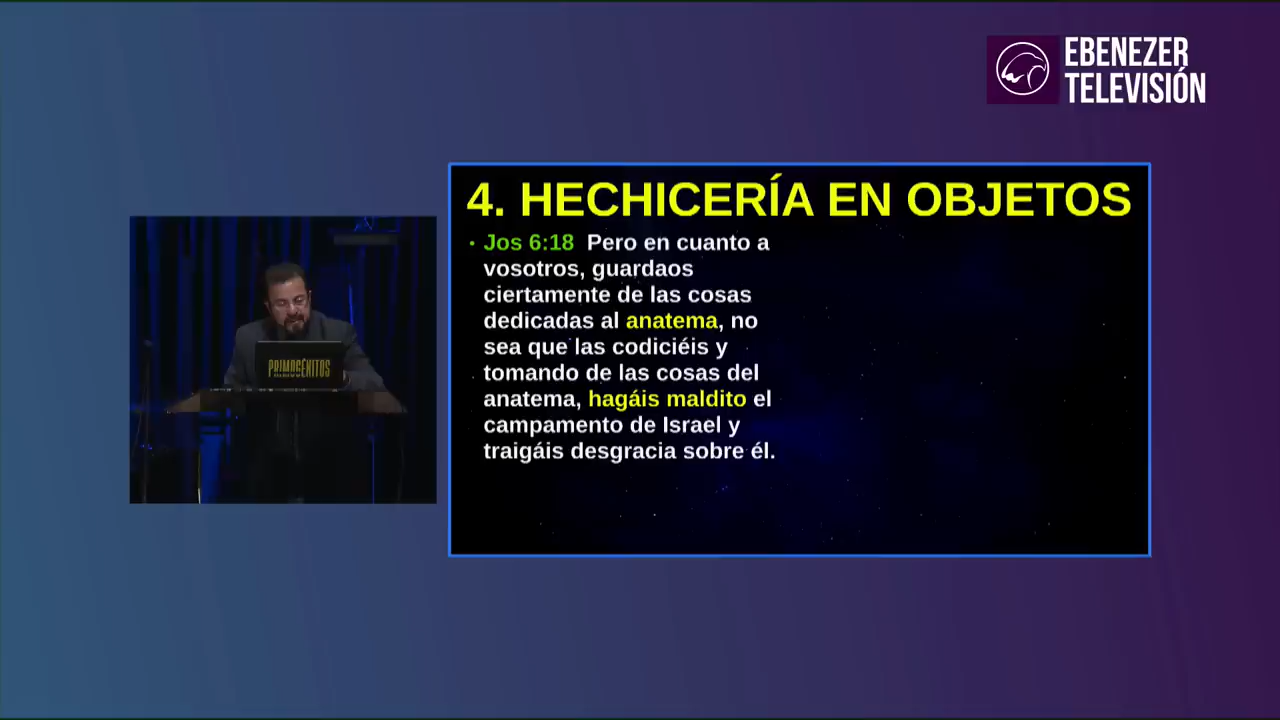 EBENEZER
TELEVISIÓN
4. HECHICERÍA EN OBJETOS
• Jos 6:18 Pero en cuanto a
vosotros, guardaos
ciertamente de las cosas
dedicadas al anatema, no
sea que las codiciéis y
tomando de las cosas del
anatema, hagáis maldito el
campamento de Israel y
traigáis desgracia sobre él.
PRIMOGÉNITOS